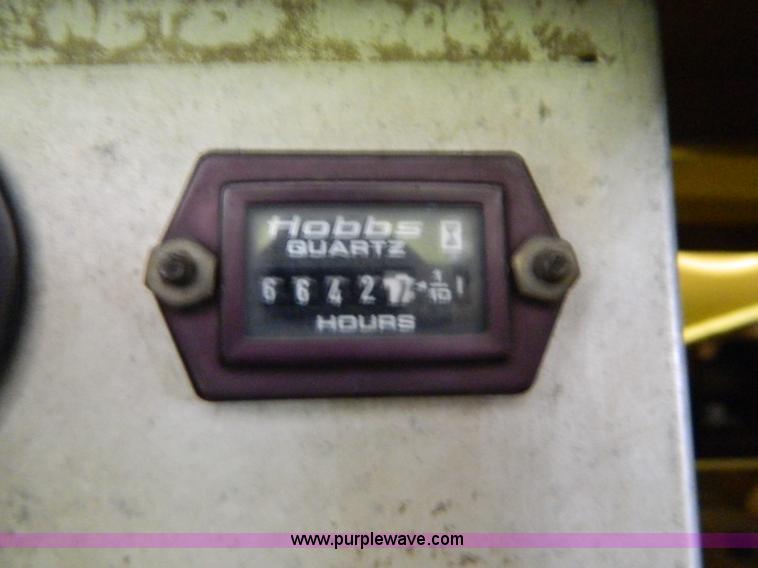 Hobbs
QUARTZ
6 6 4 2 1/10
HOURS
www.purplewave.com